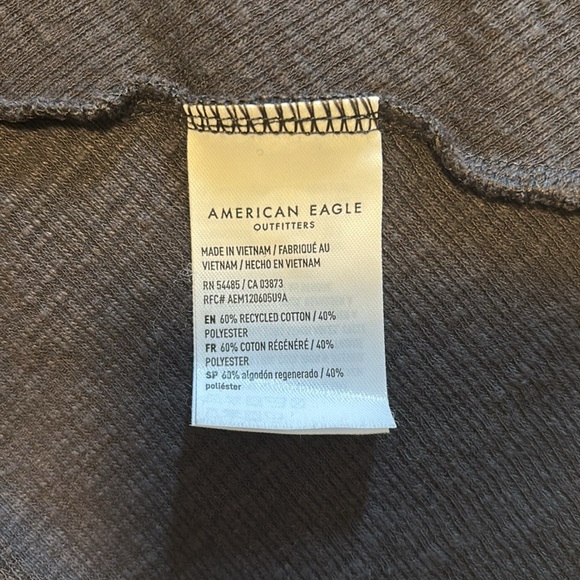 AMERICAN EAGLE
OUTFITTERS
MADE IN VIETNAM / FABRIQUÉ AU
VIETNAM / HECHO EN VIETNAM
RN 54485 / CA 03873
RFC# AEM120605U9A
EN 60% RECYCLED COTTON / 40%
POLYESTER
FR 60% COTON RÉGÉNÉRÉ / 40%
POLYESTER
SP 60% algodón regenerado / 40%
poliéster